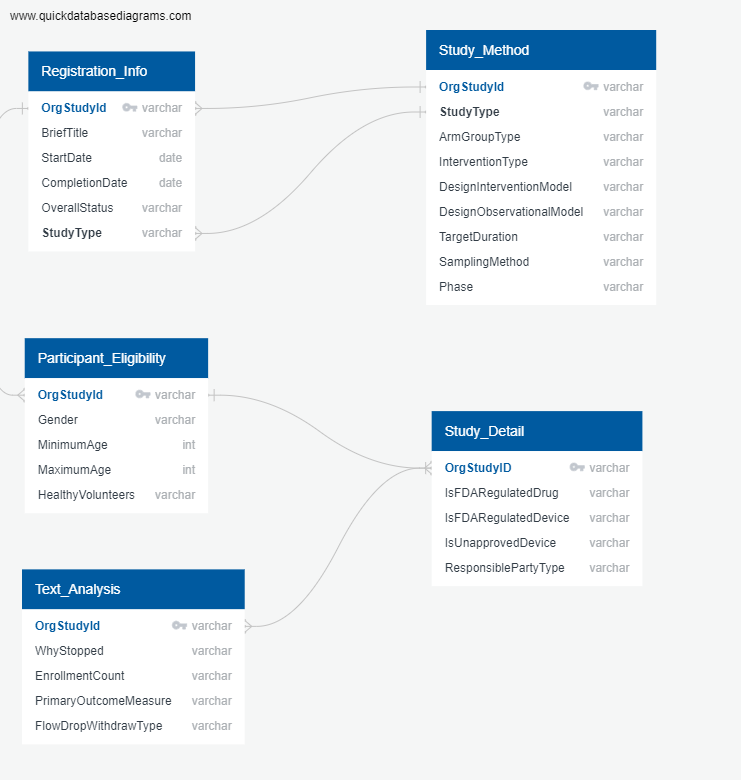 www.quickdatabasediagrams.com
Registration_Info
OrgStudyId varchar
BriefTitle varchar
StartDate date
CompletionDate date
OverallStatus varchar
StudyType varchar
Study_Method
OrgStudyId varchar
StudyType varchar
ArmGroupType varchar
InterventionType varchar
DesignInterventionModel varchar
DesignObservationalModel varchar
TargetDuration varchar
SamplingMethod varchar
Phase varchar
Participant_Eligibility
OrgStudyId varchar
Gender varchar
MinimumAge int
MaximumAge int
HealthyVolunteers varchar
Study_Detail
OrgStudyID varchar
IsFDARegulatedDrug varchar
IsFDARegulatedDevice varchar
IsUnapprovedDevice varchar
ResponsiblePartyType varchar
Text_Analysis
OrgStudyId varchar
WhyStopped varchar
EnrollmentCount varchar
PrimaryOutcomeMeasure varchar
FlowDropWithdrawType varchar